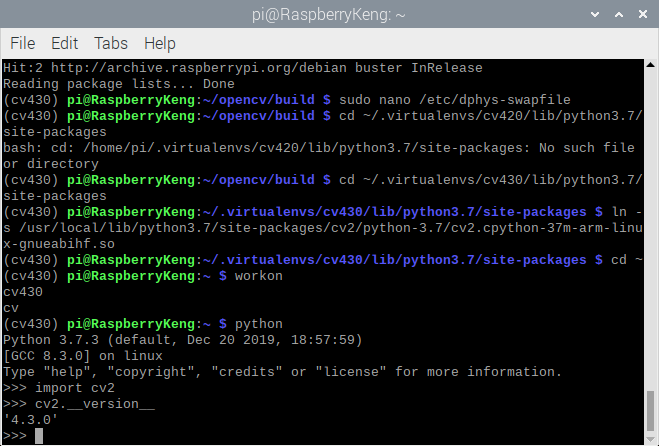 pi@RaspberryKeng: ~
File Edit Tabs Help
Hit:2 http://archive.raspberrypi.org/debian buster InRelease
Reading package lists... Done
(cv430) pi@RaspberryKeng:~/opencv/build $ sudo nano /etc/dphys-swapfile
(cv430) pi@RaspberryKeng:~/opencv/build $ cd ~/.virtualenvs/cv420/lib/python3.7/
site-packages
bash: cd: /home/pi/.virtualenvs/cv420/lib/python3.7/site-packages: No such file
or directory
(cv430) pi@RaspberryKeng:~/opencv/build $ cd ~/.virtualenvs/cv430/lib/python3.7/
site-packages
(cv430) pi@RaspberryKeng:~/.virtualenvs/cv430/lib/python3.7/site-packages $ ln -
s /usr/local/lib/python3.7/site-packages/cv2/python-3.7/cv2.cpython-37m-arm-linu
x-gnueabihf.so
(cv430) pi@RaspberryKeng:~/.virtualenvs/cv430/lib/python3.7/site-packages $ cd ~
(cv430) pi@RaspberryKeng:~ $ workon
cv430
cv
(cv430) pi@RaspberryKeng:~ $ python
Python 3.7.3 (default, Dec 20 2019, 18:57:59)
[GCC 8.3.0] on linux
Type "help", "copyright", "credits" or "license" for more information.
>>> import cv2
>>> cv2.__version__
'4.3.0'
>>>